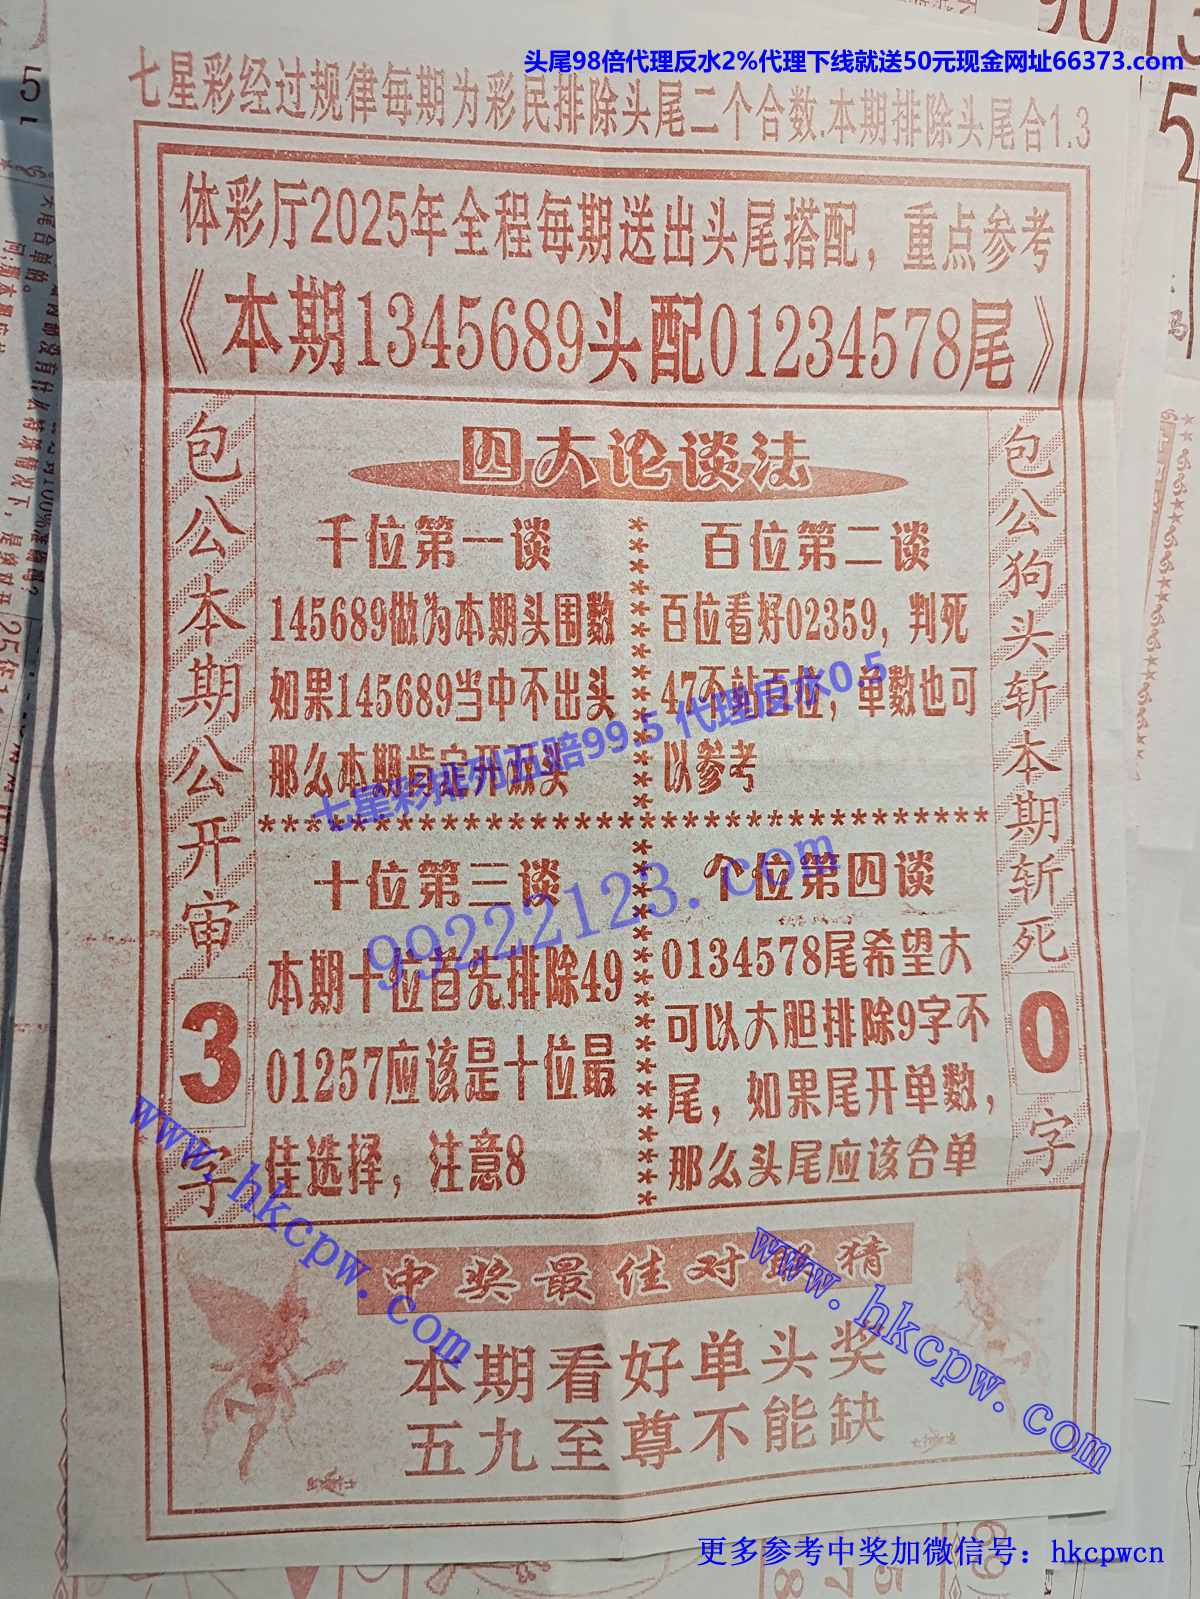 头尾98倍代理反水2%代理下线就送50元现金网址66373.com
七星彩经过规律每期为彩民排除头尾二个合数.本期排除头尾合1.3
体彩厅2025年全程每期送出头尾搭配，重点参考
《本期1345689头配01234578尾》
包公本期公开审3字
四大论谈法
千位第一谈
145689做为本期头围数
如果145689当中不出头
那么本期肯定开双头
百位第二谈
百位看好02359，判死
47不站百位，单数也可
以参考
七星彩排列五赔99.5 代理反水0.5
************************************
99222123.com
十位第三谈
本期十位首先排除49
01257应该是十位最
佳选择，注意8
个位第四谈
0134578尾希望大
可以大胆排除9字不
尾，如果尾开单数，
那么头尾应该合单
包公狗头斩本期斩死0字
www.hkcpw.com
www.hkcpw.com
中奖最佳对联猜
本期看好单头奖
五九至尊不能缺
更多参考中奖加微信号：hkcpwcn